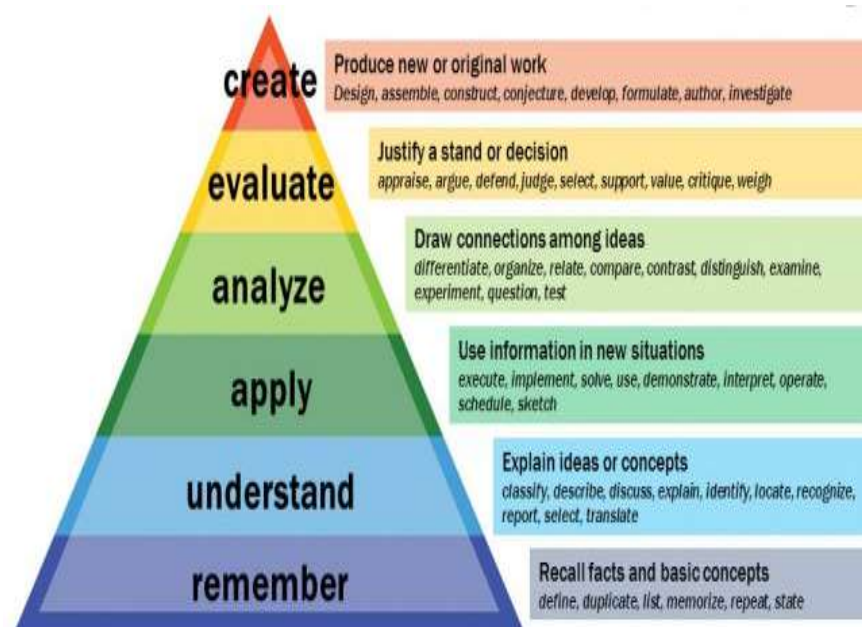 create
Produce new or original work
Design, assemble, construct, conjecture, develop, formulate, author, investigate
evaluate
Justify a stand or decision
appraise, argue, defend, judge, select, support, value, critique, weigh
analyze
Draw connections among ideas
differentiate, organize, relate, compare, contrast, distinguish, examine,
experiment, question, test
apply
Use information in new situations
execute, implement, solve, use, demonstrate, interpret, operate,
schedule, sketch
understand
Explain ideas or concepts
classify, describe, discuss, explain, identify, locate, recognize,
report, select, translate
remember
Recall facts and basic concepts
define, duplicate, list, memorize, repeat, state